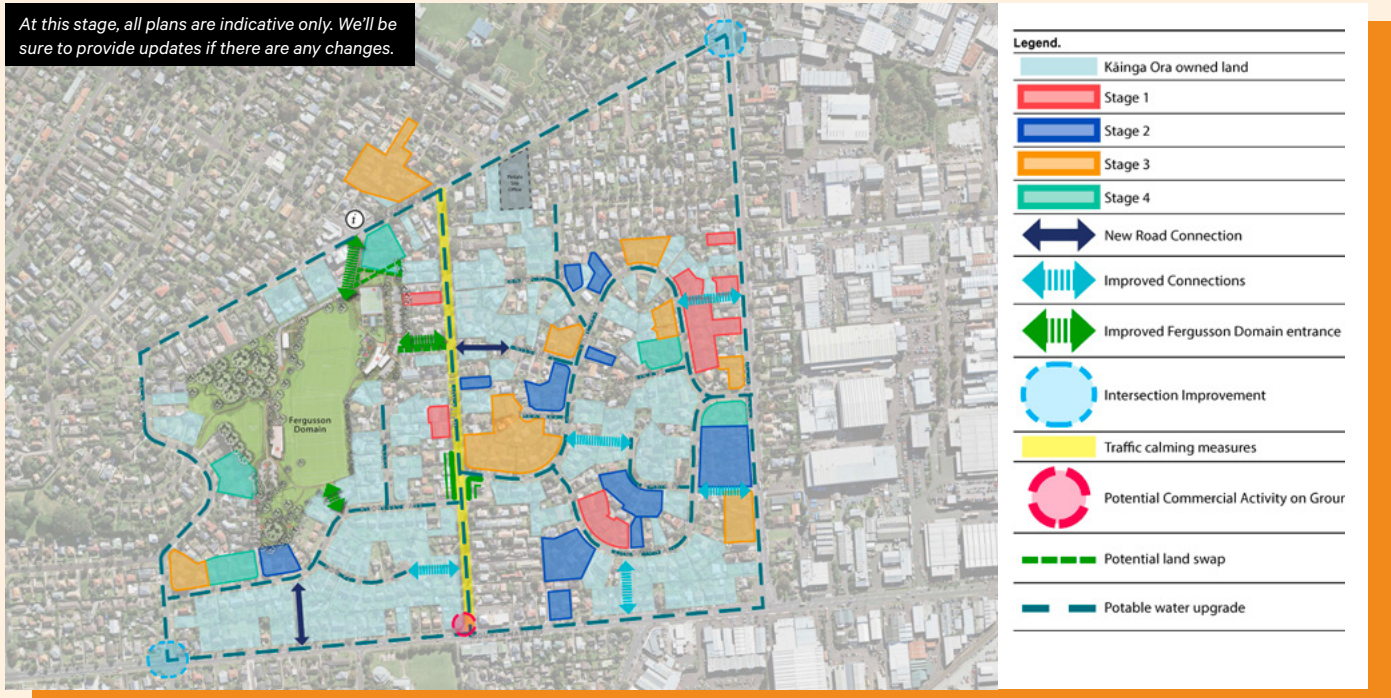 At this stage, all plans are indicative only. We'll be
sure to provide updates if there are any changes.
i
Fergusson
Domain
Legend.
Kāinga Ora owned land
Stage 1
Stage 2
Stage 3
Stage 4
New Road Connection
Improved Connections
Improved Fergusson Domain entrance
Intersection Improvement
Traffic calming measures
Potential Commercial Activity on Groun
Potential land swap
Potable water upgrade